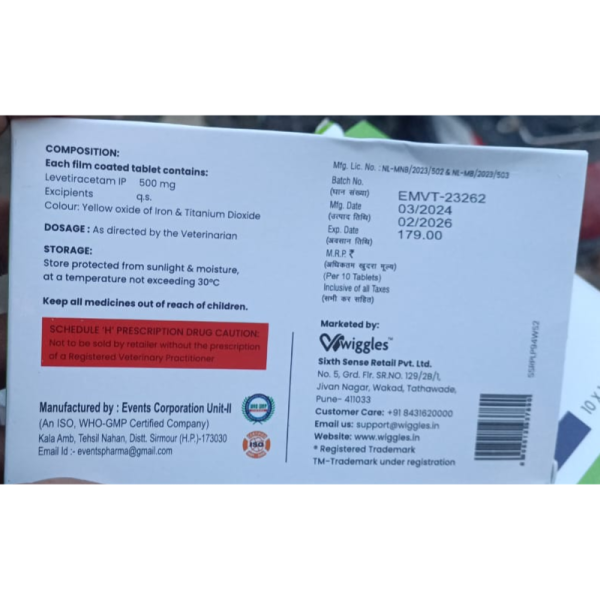 COMPOSITION:
Each film coated tablet contains:
Levetiracetam IP 500 mg
Excipients q.s.
Colour: Yellow oxide of Iron & Titanium Dioxide
DOSAGE : As directed by the Veterinarian
STORAGE:
Store protected from sunlight & moisture,
at a temperature not exceeding 30°C
Keep all medicines out of reach of children.
SCHEDULE 'H' PRESCRIPTION DRUG CAUTION:
Not to be sold by retailer without the prescription
of a Registered Veterinary Practitioner
Manufactured by : Events Corporation Unit-II
(An ISO, WHO-GMP Certified Company)
Kala Amb, Tehsil Nahan, Distt. Sirmour (H.P.)-173030
Email Id :- eventspharma@gmail.com
ISO
Mfg. Lic. No. : NL-MNB/2023/502 & NL-MB/2023/503
Batch No.
(घान संख्या)
EMVT-23262
Mfg. Date
03/2024
(उत्पाद तिथि)
02/2026
Exp. Date
179.00
(अवसान तिथि)
M.R.P. ₹
(अधिकतम खुदरा मूल्य)
(Per 10 Tablets)
Inclusive of all Taxes
(सभी कर सहित)
Marketed by:
wiggles™
Sixth Sense Retail Pvt. Ltd.
No. 5, Grd. Flr. SR.NO. 129/2B/1,
Jivan Nagar, Wakad, Tathawade,
Pune- 411033
Customer Care: +91 8431620000
Email us: support@wiggles.in
Website: www.wiggles.in
* Registered Trademark
TM-Trademark under registration
SSRPLP94WS2
10 X